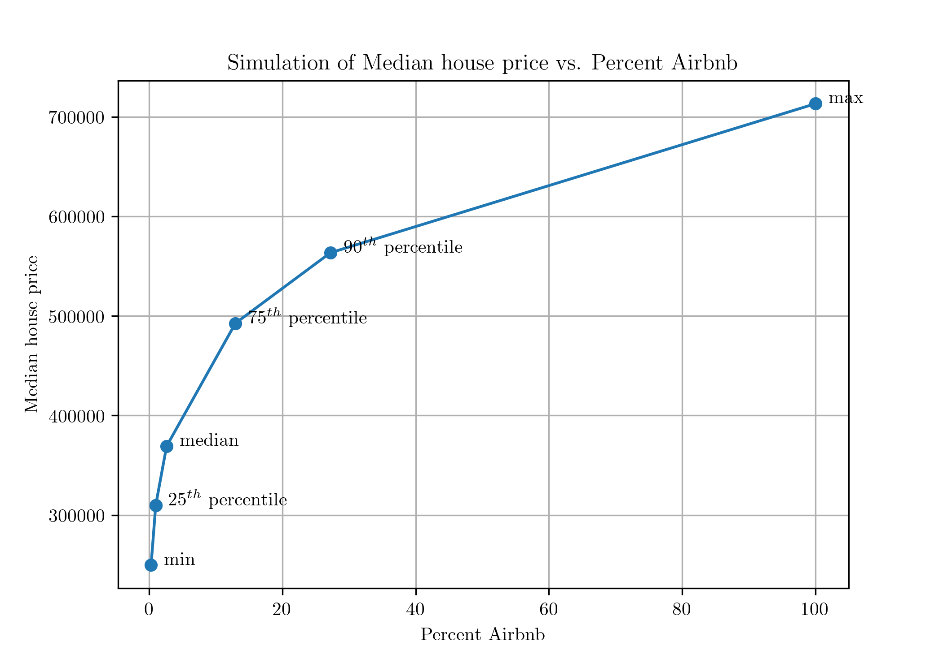 Simulation of Median house price vs. Percent Airbnb
700000
600000
500000
400000
300000
Median house price
max
90th percentile
75th percentile
median
25th percentile
min
0 20 40 60 80 100
Percent Airbnb